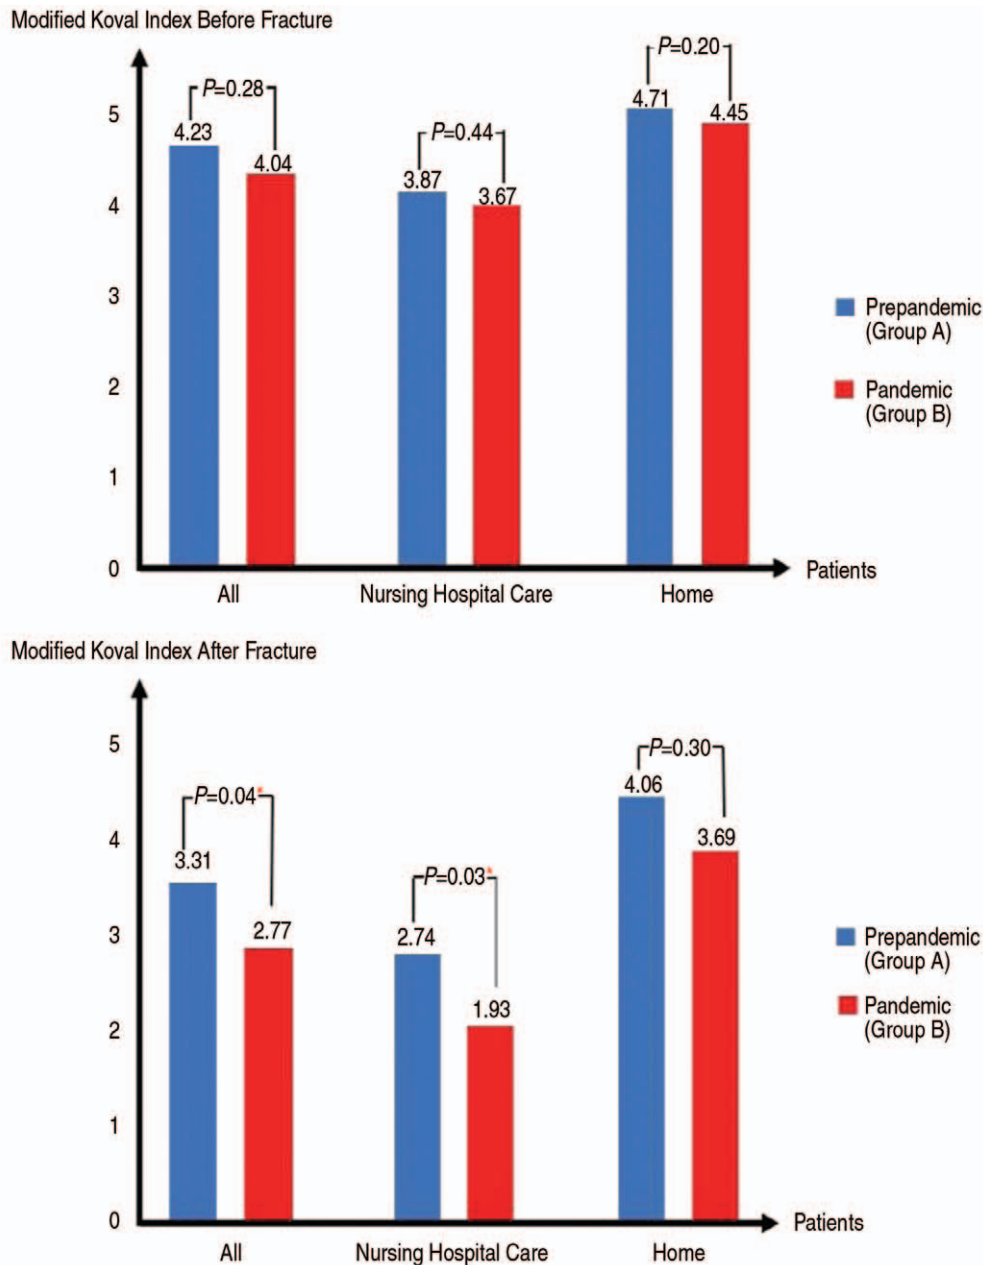 Modified Koval Index Before Fracture
P=0.28
P=0.44
P=0.20
4.23
4.04
3.87
3.67
4.71
4.45
5
4
3
2
1
0
Prepandemic
(Group A)
Pandemic
(Group B)
Patients
All
Nursing Hospital Care
Home
Modified Koval Index After Fracture
P=0.04*
P=0.03*
P=0.30
3.31
2.77
2.74
1.93
4.06
3.69
5
4
3
2
1
0
Prepandemic
(Group A)
Pandemic
(Group B)
Patients
All
Nursing Hospital Care
Home